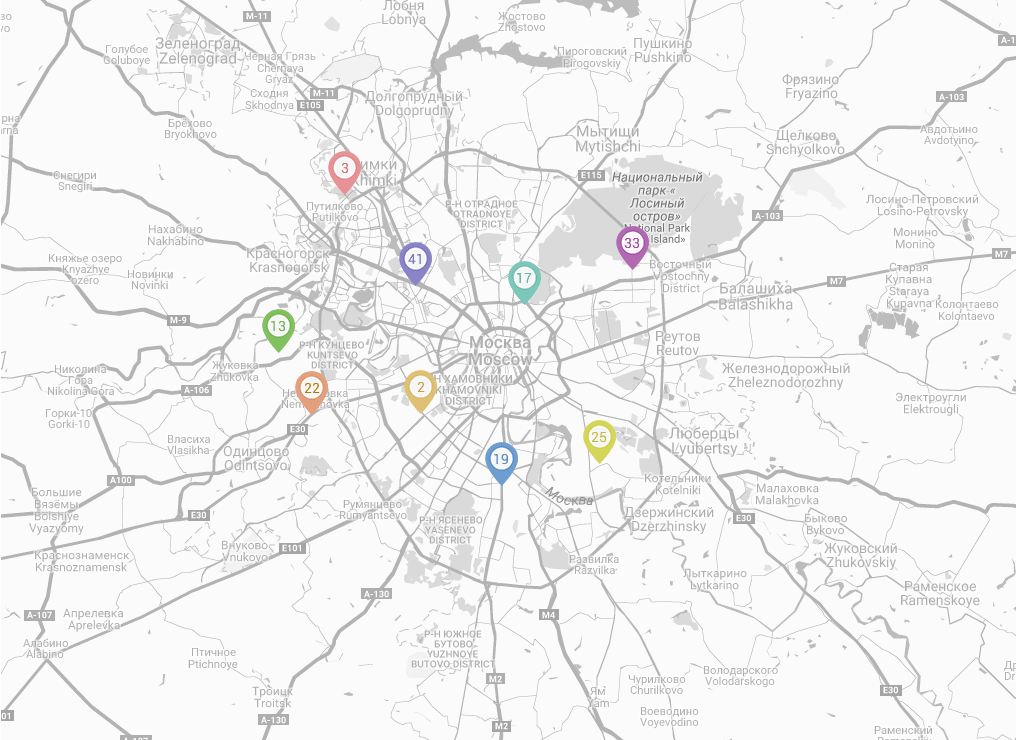 Лобня
Lobnya
M-11
Жостово
Zhostovo
Зеленоград
Zelenograd
Голубое
Goluboye
Чёрная Грязь
Chernaya
Gryaz
Пироговский
Pirogovskiy
Пушкино
Pushkino
A-1
Фрязино
Fryazino
M-11
E105
Сходня
Skhodnya
Долгопрудный
Dolgoprudny
A-103
Брёхово
Bryokhovo
Мытищи
Mytishchi
Щелково
Shchyolkovo
Авдотьино
Avdotyino
3
имки
Khimki
Снегири
Snegiri
E115
Национальный
парк «
Лосиный
остров»
National Park
Island»
Путилково
Putilkovo
Р-Н ОТРАДНОЕ
OTRADNOYE
DISTRICT
A-103
Лосино-Петровский
Losino-Petrovsky
Нахабино
Nakhabino
Монино
Monino
33
Красногорск
Krasnogorsk
41
Княжье озеро
Knyazhye
ozero
Новинки
Novinki
17
Восточный
Vostochny
District
M7
Старая
Купавна
Staraya
Kupavna
M7
Балашиха
Balashikha
Колонтаево
Kolontaevo
M-9
13
Москва
Moscow
Реутов
Reutov
Р-Н КУНЦЕВО
KUNTSEVO
DISTRICT
Жуковка
Zhukovka
Николина
Гора
Nikolina Gora
A-106
22
2
Н ХАМОВНИКИ
KHAMOVNIKI
DISTRICT
Железнодорожный
Zheleznodorozhny
Электроугли
Elektrougli
Горки-10
Gorki-10
E30
25
Власиха
Vlasikha
Одинцово
Odintsovo
Люберцы
Lyubertsy
19
A100
Котельники
Kotelniki
Малаховка
Malakhovka
Большие
Вязёмы
Bolshiye
Vyazyomy
E30
Румянцево
Rumyantsevo
Москва
Дзержинский
Dzerzhinsky
E30
Быково
Bykovo
Р-Н ЯСЕНЕВО
YASENEVO
DISTRICT
Внуково
Vnukovo
E101
Краснознаменск
Krasnoznamensk
Развилка
Razvilka
Жуковский
Zhukovskiy
Лыткарино
Lytkarino
A-130
Раменское
Ramenskoye
A-107
Апрелевка
Aprelevka
M4
Алабино
Alabino
Птичное
Ptichnoye
Р-Н ЮЖНОЕ
БУТОВО
YUZHNOYE
BUTOVO DISTRICT
M2
Чурилково
Churilkovo
Володарского
Volodarskogo
Троицк
Troitsk
A-130
Ям
Yam
E30
Воеводино
Voyevodino
M2
Раменский